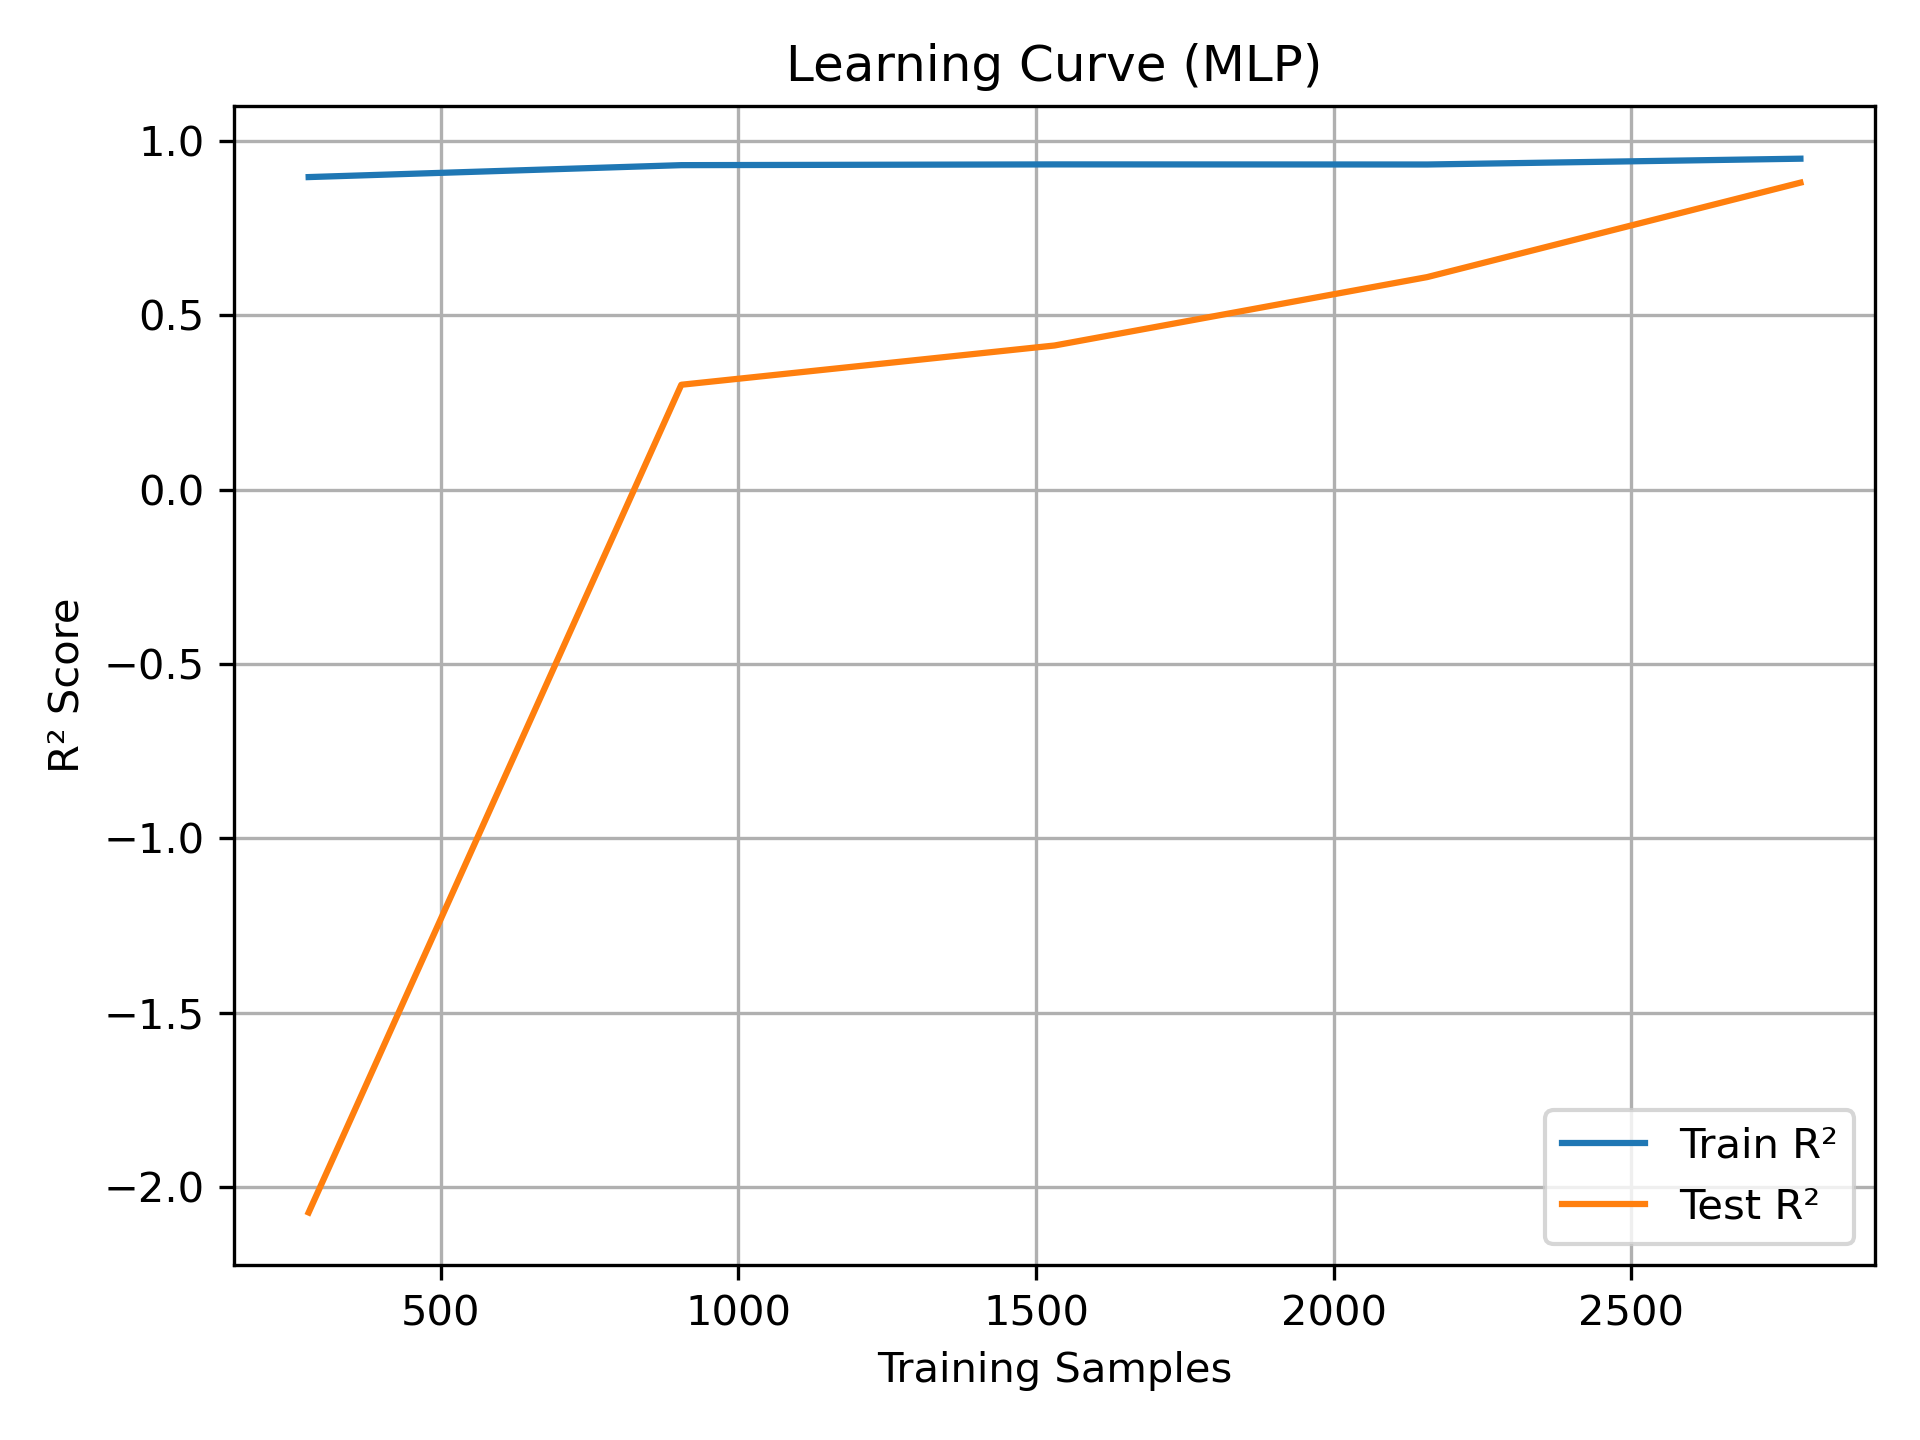 Learning Curve (MLP)
1.0
0.5
0.0
−0.5
−1.0
−1.5
−2.0
R² Score
Train R²
Test R²
500 1000 1500 2000 2500
Training Samples